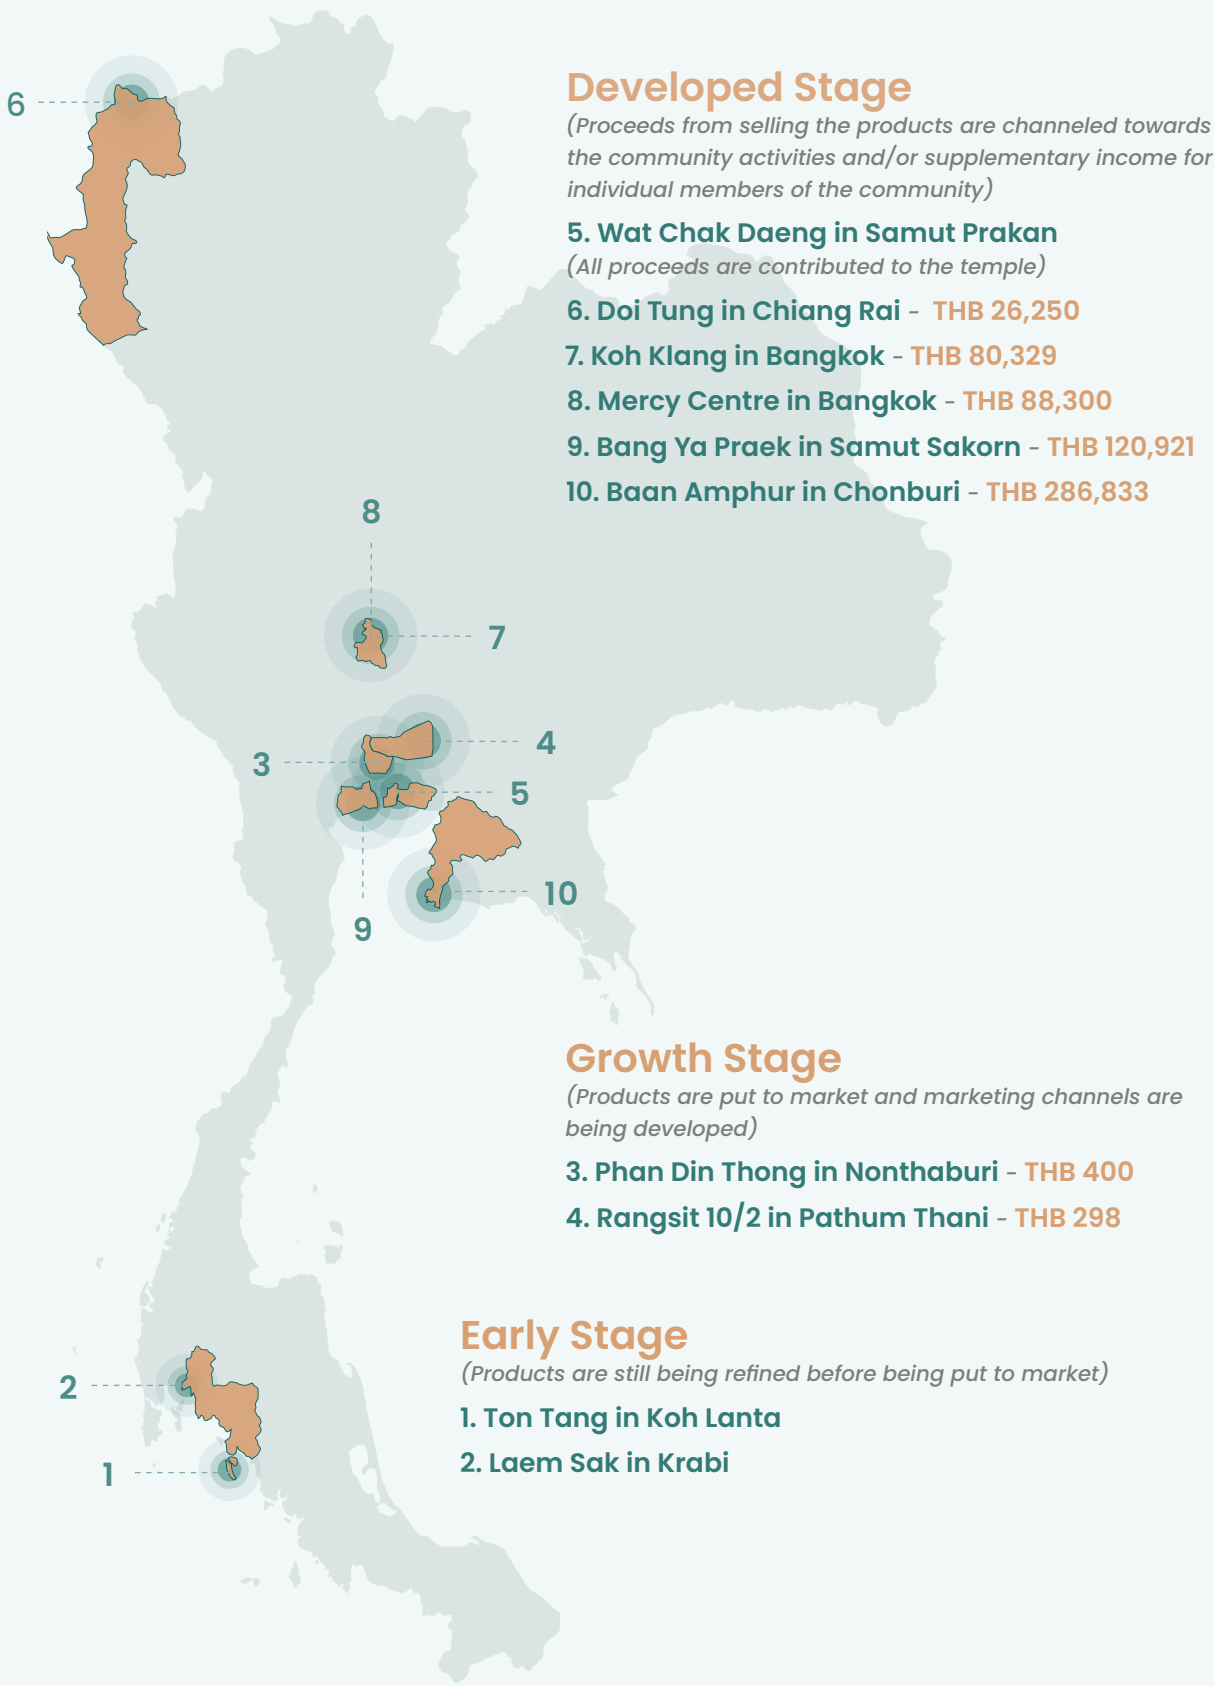 6
Developed Stage
(Proceeds from selling the products are channeled towards
the community activities and/or supplementary income for
individual members of the community)
5. Wat Chak Daeng in Samut Prakan
(All proceeds are contributed to the temple)
6. Doi Tung in Chiang Rai - THB 26,250
7. Koh Klang in Bangkok - THB 80,329
8. Mercy Centre in Bangkok - THB 88,300
9. Bang Ya Praek in Samut Sakorn - THB 120,921
10. Baan Amphur in Chonburi - THB 286,833
8
7
4
3
5
10
9
Growth Stage
(Products are put to market and marketing channels are
being developed)
3. Phan Din Thong in Nonthaburi - THB 400
4. Rangsit 10/2 in Pathum Thani - THB 298
Early Stage
(Products are still being refined before being put to market)
1. Ton Tang in Koh Lanta
2. Laem Sak in Krabi
2
1